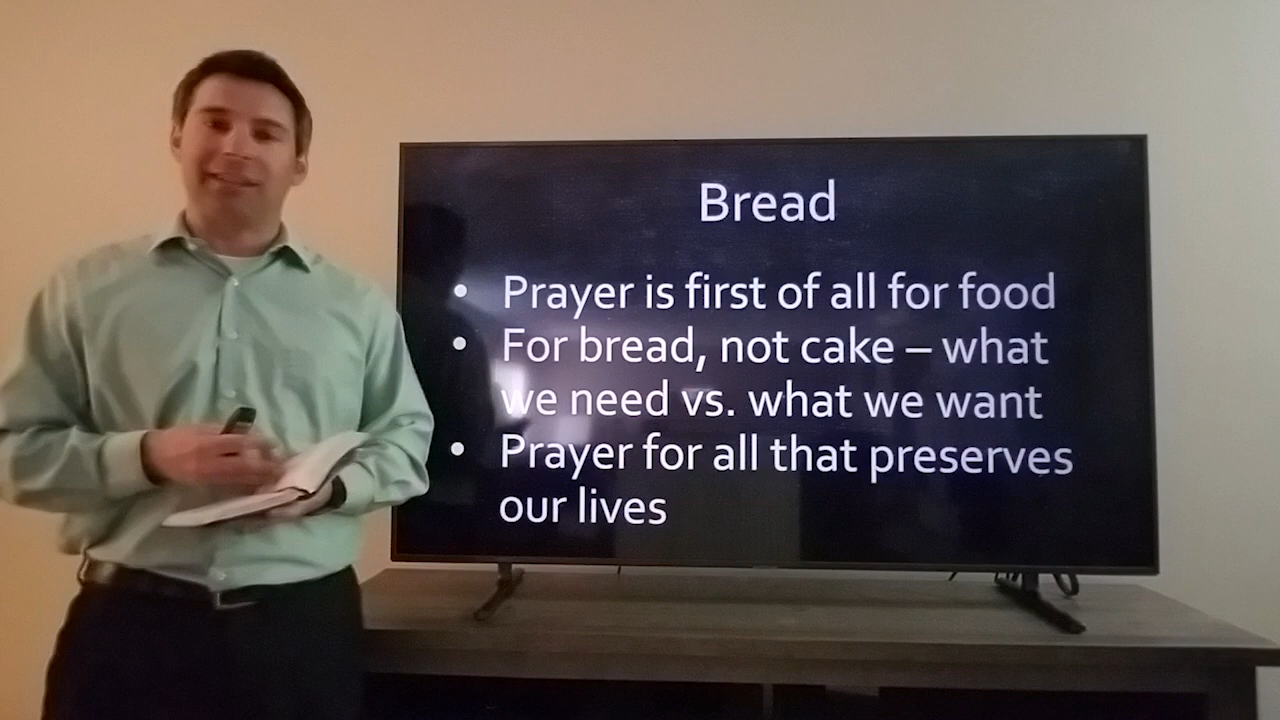 Bread
• Prayer is first of all for food
• For bread, not cake – what
we need vs. what we want
• Prayer for all that preserves
our lives